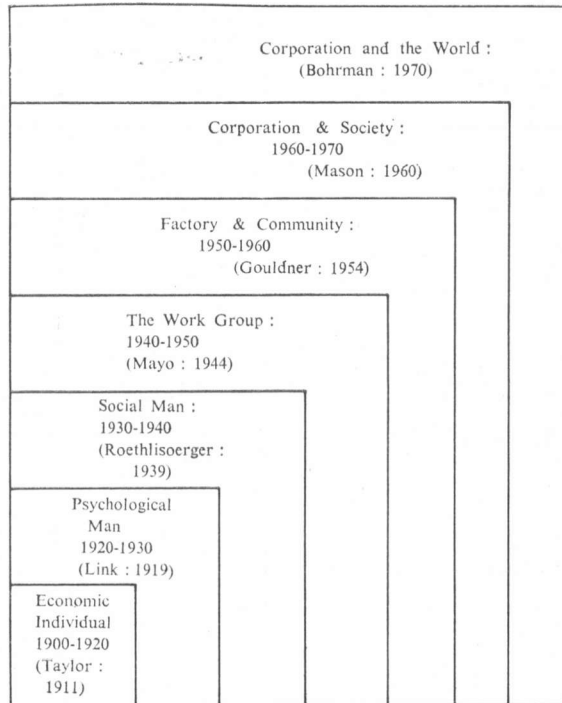 Corporation and the World :
(Bohrman : 1970)
Corporation & Society :
1960-1970
(Mason : 1960)
Factory & Community :
1950-1960
(Gouldner : 1954)
The Work Group :
1940-1950
(Mayo : 1944)
Social Man :
1930-1940
(Roethlisoerger :
1939)
Psychological
Man
1920-1930
(Link : 1919)
Economic
Individual
1900-1920
(Taylor :
1911)